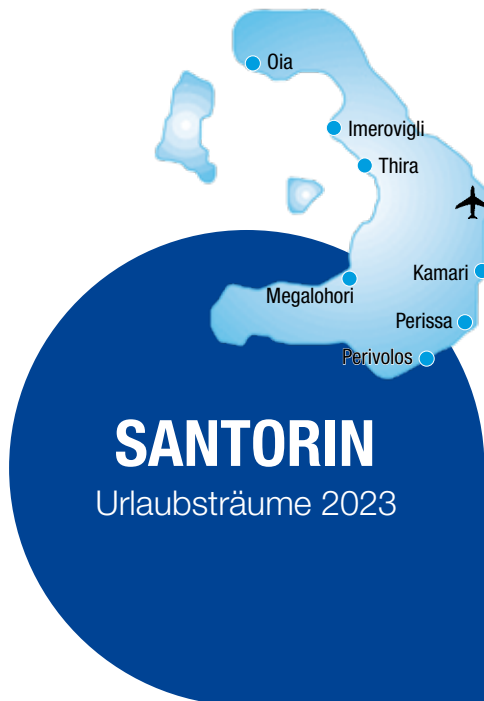 Oia
Imerovigli
Thira
Kamari
Megalohori
Perissa
Perivolos
SANTORIN
Urlaubsträume 2023